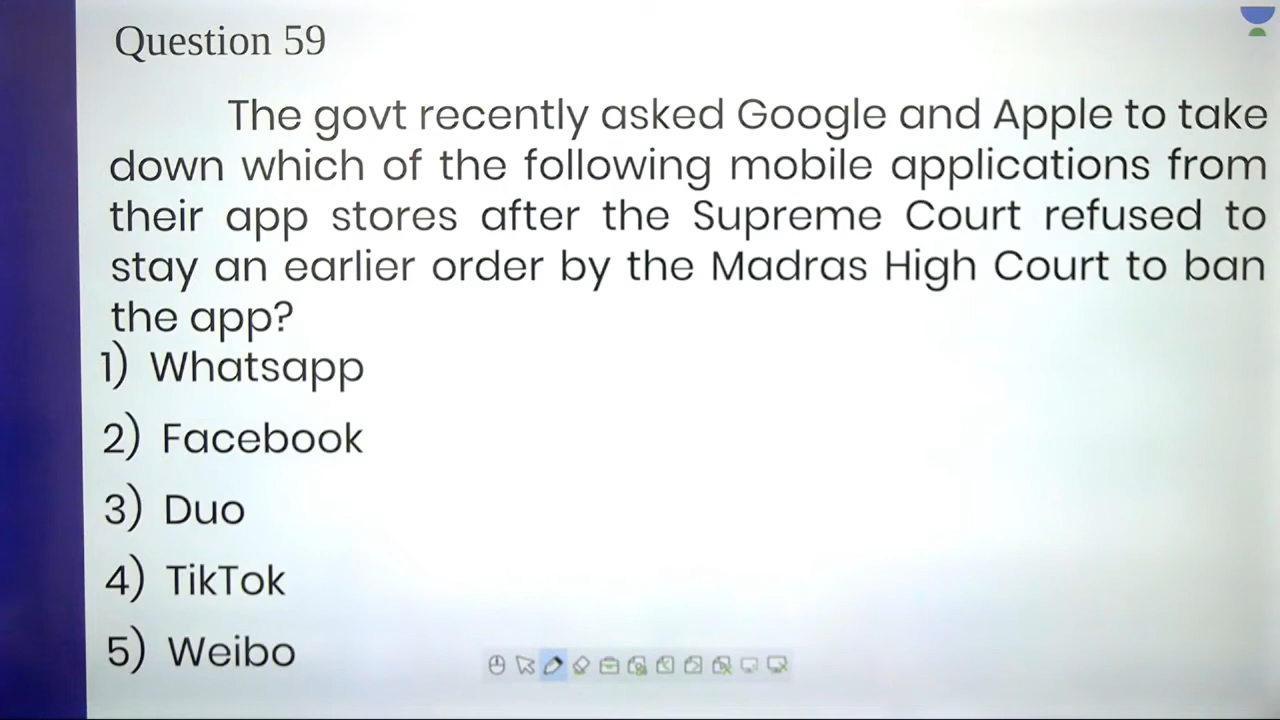 Question 59
The govt recently asked Google and Apple to take
down which of the following mobile applications from
their app stores after the Supreme Court refused to
stay an earlier order by the Madras High Court to ban
the app?
1) Whatsapp
2) Facebook
3) Duo
4) TikTok
5) Weibo